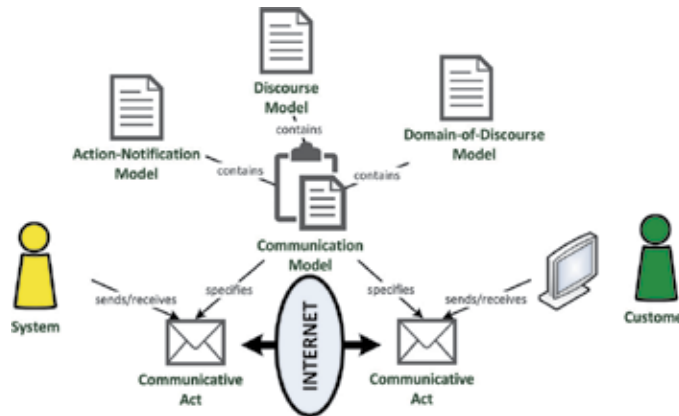 Discourse
Model
contains
Action-Notification
Model
Domain-of-Discourse
Model
contains
contains
Communication
Model
sends/receives
specifies
specifies
sends/receives
System
INTERNET
Custome
Communicative
Act
Communicative
Act